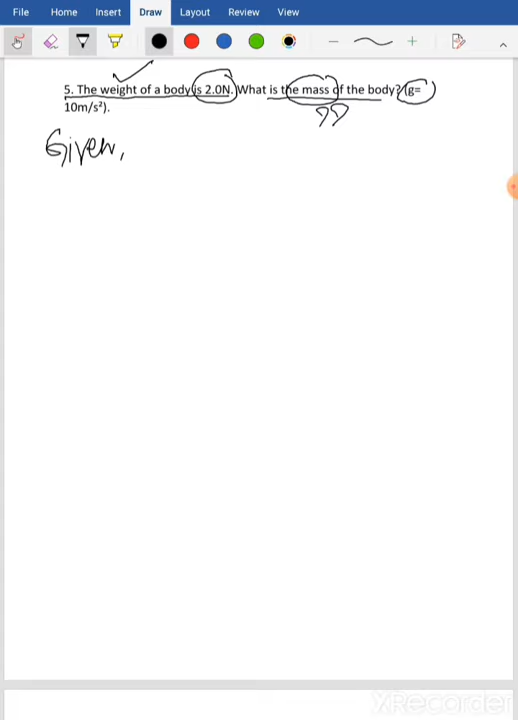 File Home Insert Draw Layout Review View
5. The weight of a body is 2.0N. What is the mass of the body? (g=
10m/s²).
??
Given,
XRecorder